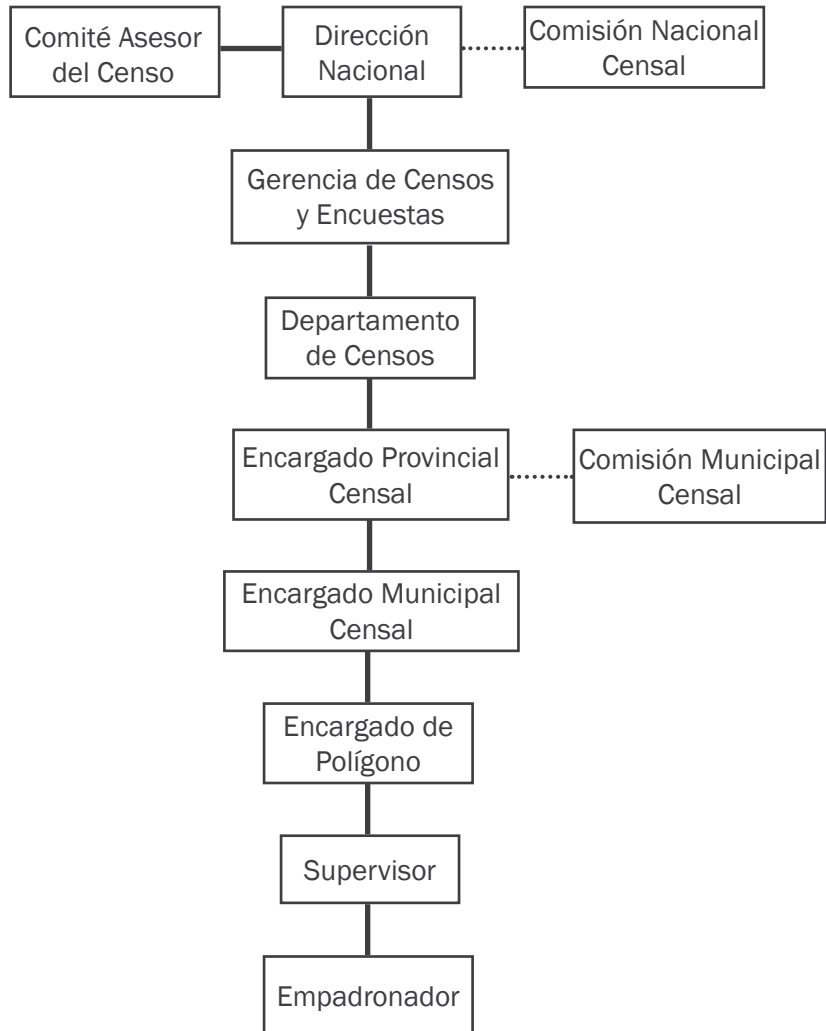 Comité Asesor
del Censo
Dirección
Nacional
Comisión Nacional
Censal
Gerencia de Censos
y Encuestas
Departamento
de Censos
Encargado Provincial
Censal
Comisión Municipal
Censal
Encargado Municipal
Censal
Encargado de
Polígono
Supervisor
Empadronador